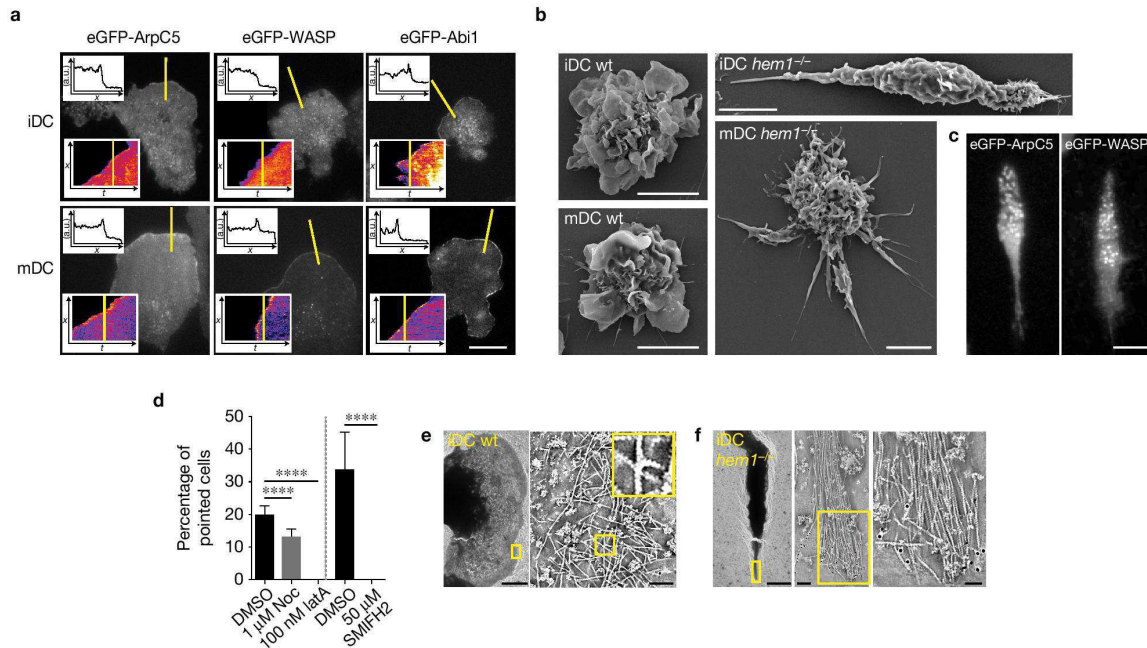 a
eGFP-ArpC5
eGFP-WASP
eGFP-Abi1
iDC
(a.u.)
x
(a.u.)
x
(a.u.)
x
x
t
x
t
x
t
mDC
(a.u.)
x
(a.u.)
x
(a.u.)
x
x
t
x
t
x
t
b
iDC wt
iDC hem1–/–
mDC wt
mDC hem1–/–
c
eGFP-ArpC5
eGFP-WASP
d
Percentage of
pointed cells
50
40
30
20
10
0
****
****
****
DMSO
1 μM Noc
100 nM latA
DMSO
50 μM
SMIFH2
e
iDC wt
f
iDC
hem1–/–